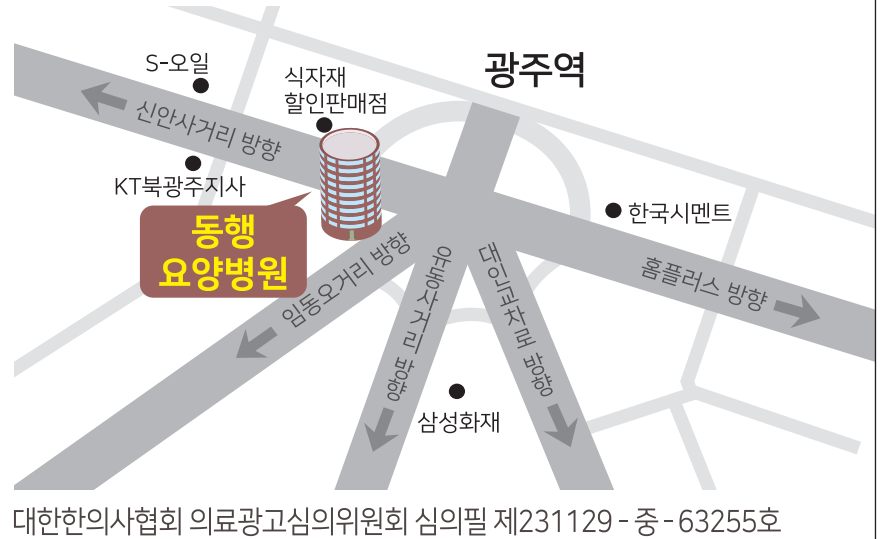 광주역
S-오일
식자재
할인판매점
신안사거리 방향
KT북광주지사
동행
요양병원
한국시멘트
홈플러스 방향
임동오거리 방향
유동사거리 방향
대인교차로 방향
삼성화재
대한한의사협회 의료광고심의위원회 심의필 제231129 - 중 - 63255호